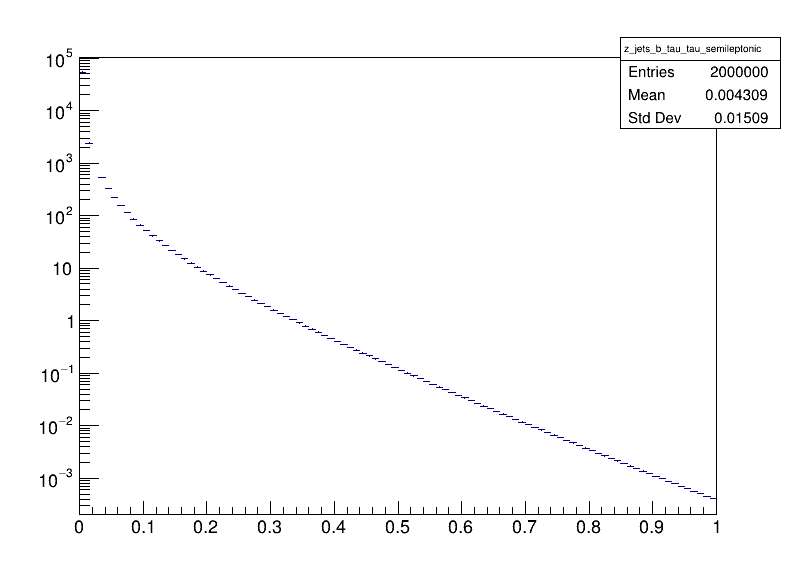 z_jets_b_tau_tau_semileptonic
Entries 2000000
Mean 0.004309
Std Dev 0.01509
10^5
10^4
10^3
10^2
10
1
10^−1
10^−2
10^−3
0 0.1 0.2 0.3 0.4 0.5 0.6 0.7 0.8 0.9 1